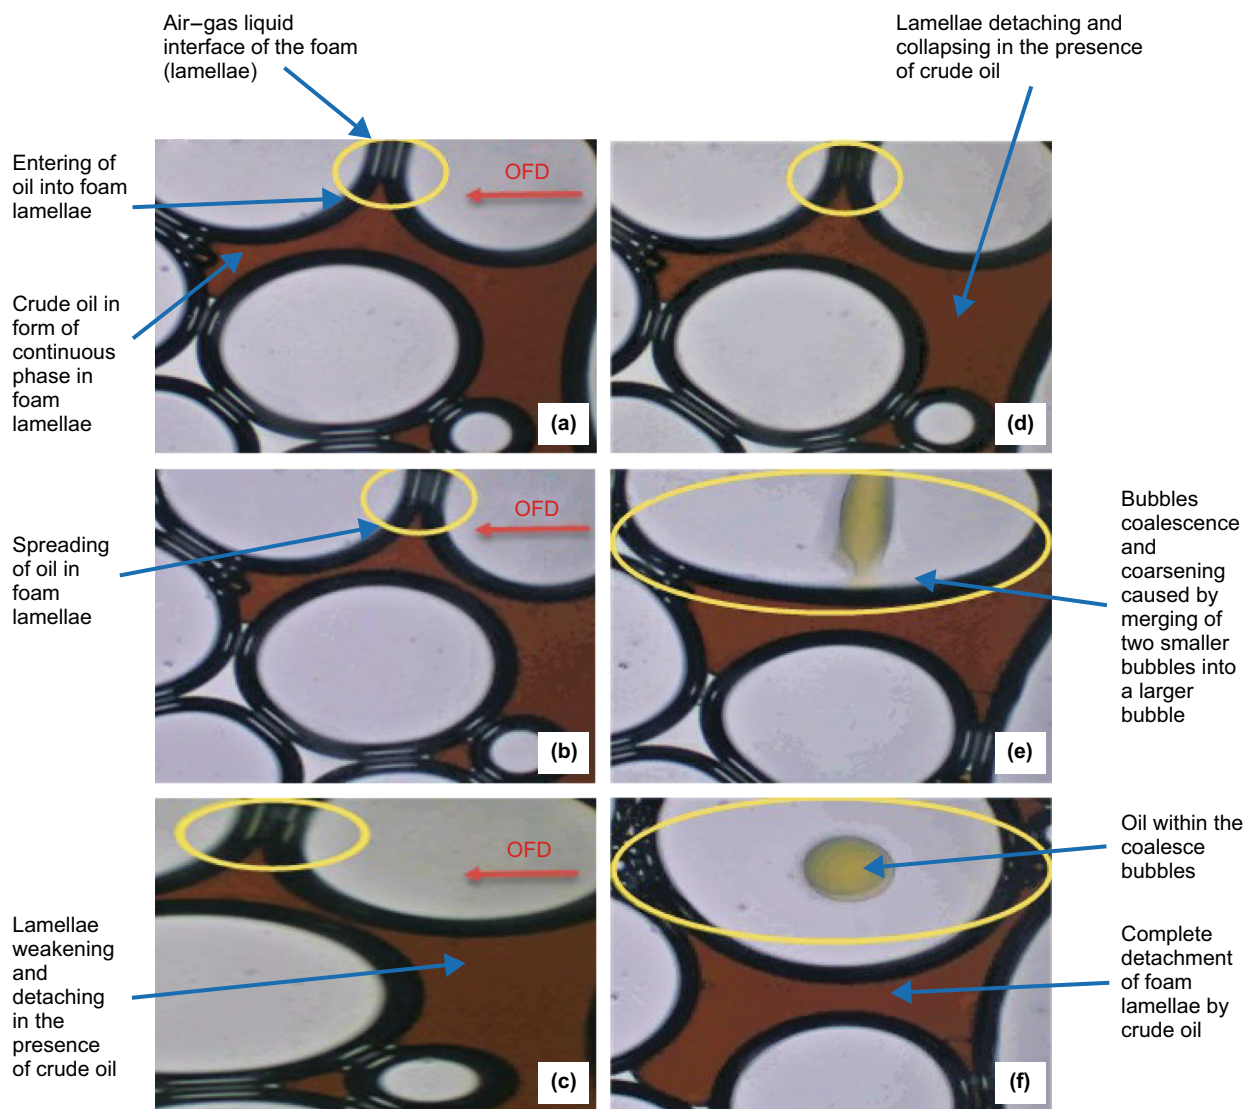 Air–gas liquid
interface of the foam
(lamellae)
Lamellae detaching and
collapsing in the presence
of crude oil
Entering of
oil into foam
lamellae
OFD
Crude oil in
form of
continuous
phase in
foam
lamellae
(a)
(d)
Spreading
of oil in
foam
lamellae
OFD
(b)
Bubbles
coalescence
and
coarsening
caused by
merging of
two smaller
bubbles into
a larger
bubble
(e)
Lamellae
weakening
and
detaching
in the
presence
of crude oil
OFD
(c)
Oil within the
coalesce
bubbles
Complete
detachment
of foam
lamellae by
crude oil
(f)